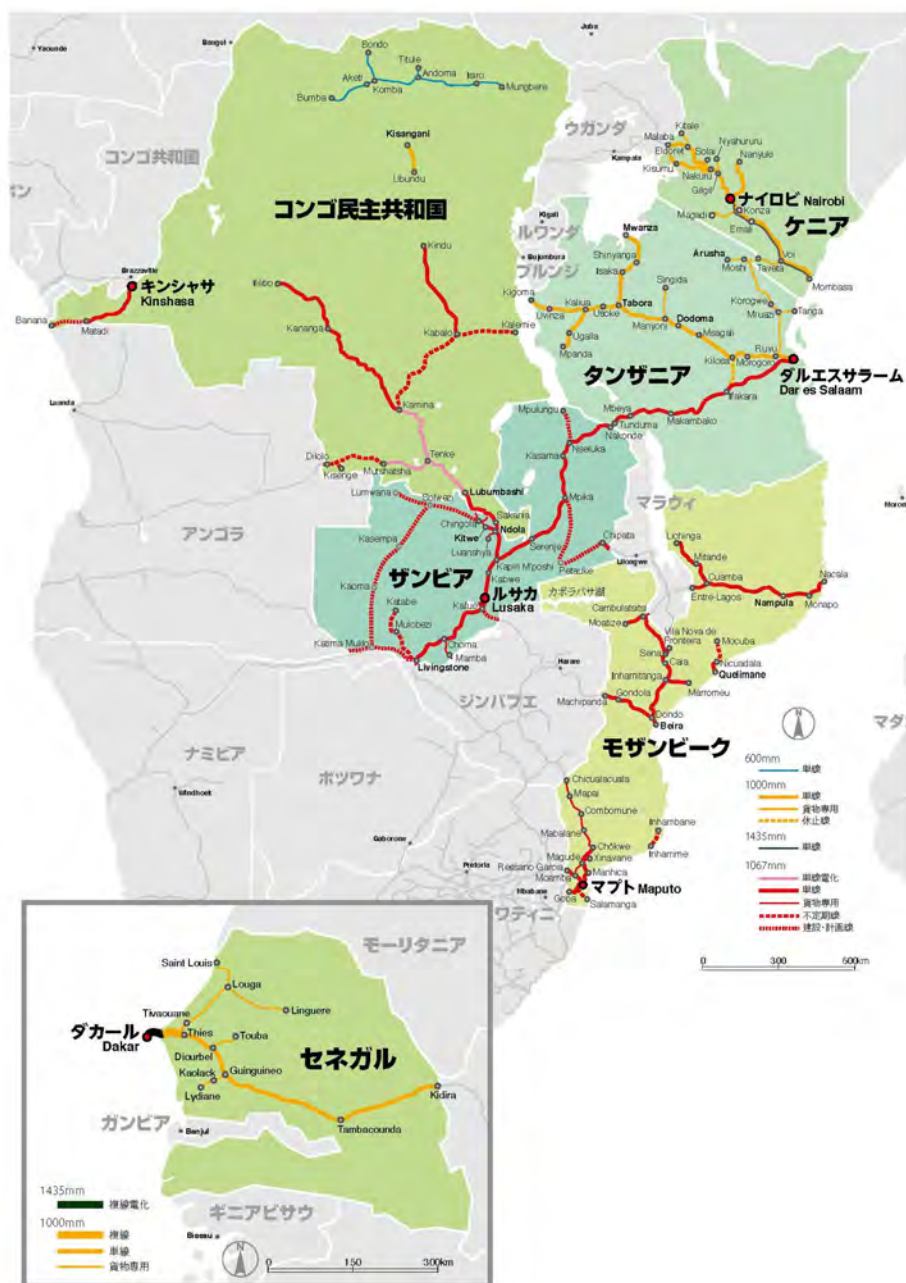 Yaounde
Bangui
Juba
Bondo
Titule
Aketi
Andoma
Isiro
Bumba
Komba
Mungbere
Kisangani
Ubundu
コンゴ共和国
コンゴ民主共和国
ウガンダ
Kampala
Kitale
Malaba
Nyahururu
Eldoret
Solai
Nanyuki
Kisumu
Nakuru
Gilgil
ナイロビ Nairobi
Konza
Magadi
Emali
ケニア
Voi
Mombasa
Kigali
ルワンダ
Bujumbura
ブルンジ
Mwanza
Shinyanga
Isaka
Arusha
Moshi
Taveta
Singida
Korogwe
Mruazi
Tanga
Kigoma
Uvinza
Kaliua
Usoke
Tabora
Dodoma
Manyoni
Msagali
Ugalla
Mpanda
Kilosa
Morogoro
Ruvu
タンザニア
ダルエスサラーム
Dar es Salaam
Ifakara
Kindu
Brazzaville
キンシャサ
Kinshasa
Banana
Matadi
Ilebo
Kananga
Kabalo
Kalemie
Kamina
Luanda
Mpulungu
Mbeya
Tunduma
Makambako
Nakonde
Kasama
Nseluka
Tenke
Dilolo
Kisenge
Mutshatsha
Lubumbashi
Lumwana
Solwezi
Sakania
Chingola
Ndola
Kitwe
Luanshya
Mpika
マラウィ
アンゴラ
Kasempa
Serenje
Chipata
Lilongwe
Kapiri M'poshi
Petauke
Kabwe
ザンビア
ルサカ
Lusaka
Kafue
カボラバサ湖
Kaoma
Katabe
Mulobezi
Katima Mulilo
Choma
Mamba
Livingstone
Lichinga
Mitande
Cuamba
Nacala
Entre-Lagos
Nampula
Monapo
Cambulatsitsi
Moatize
Vila Nova de
Fronteira
Mocuba
Sena
Caia
Nicuadala
Quelimane
Harare
Inhamitanga
Machipanda
Gondola
Marromeu
Dondo
Beira
ジンバブエ
モザンビーク
ナミビア
Windhoek
ボツワナ
Gaborone
Chicualacuala
Mapai
Combomune
Mabalane
Inhambane
Chókwe
Inharrime
Magude
Xinavane
Ressano Garcia
Manhica
Moamba
Pretoria
Mbabane
マプト Maputo
Goba
Salamanga
ワティニ
600mm
単線
1000mm
単線
貨物専用
休止線
1435mm
単線
1067mm
単線電化
単線
貨物専用
不定期線
建設・計画線
0 300 600km
N
モーリタニア
Saint Louis
Louga
Linguere
Tivaouane
ダカール
Dakar
Thies
Touba
Diourbel
セネガル
Kaolack
Guinguineo
Lydiane
Kidira
ガンビア
Banjul
Tambacounda
1435mm
複線電化
1000mm
複線
単線
貨物専用
ギニアビサウ
Bissau
N
0 150 300km